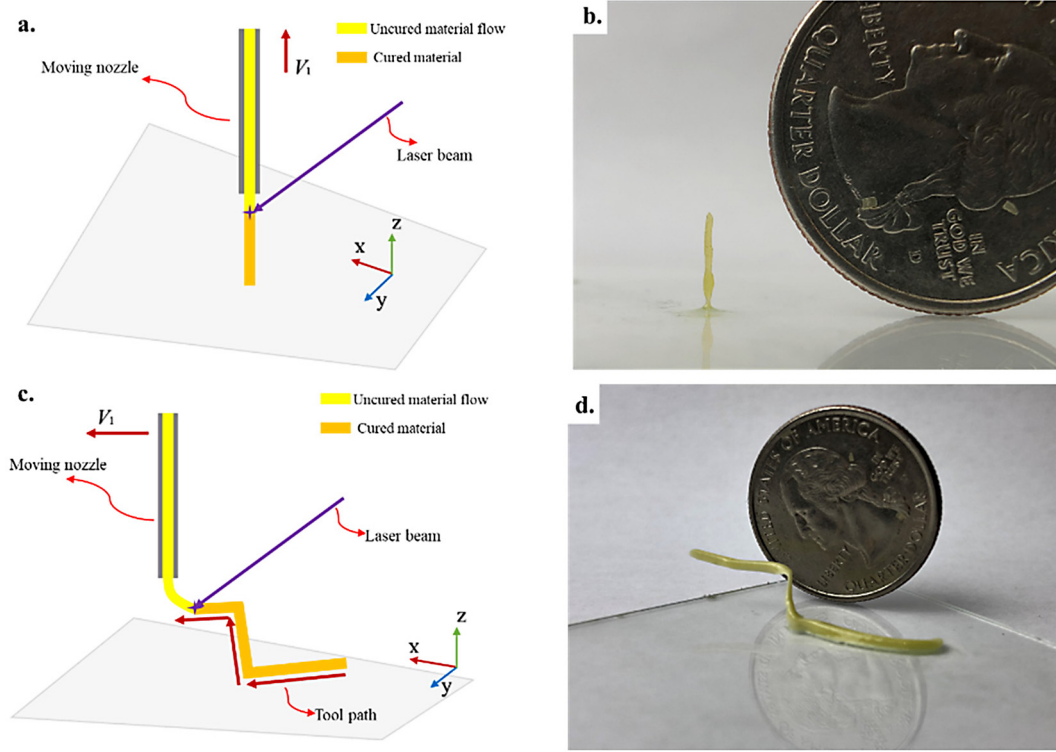 a.
Uncured material flow
Cured material
V₁
Moving nozzle
Laser beam
z
x
y
b.
LIBERTY
QUARTER DOLLAR
IN
GOD WE
TRUST
D
c.
Uncured material flow
Cured material
V₁
Moving nozzle
Laser beam
z
x
y
Tool path
d.
STATES OF AMERICA
LIBERTY
QUARTER DOLLAR